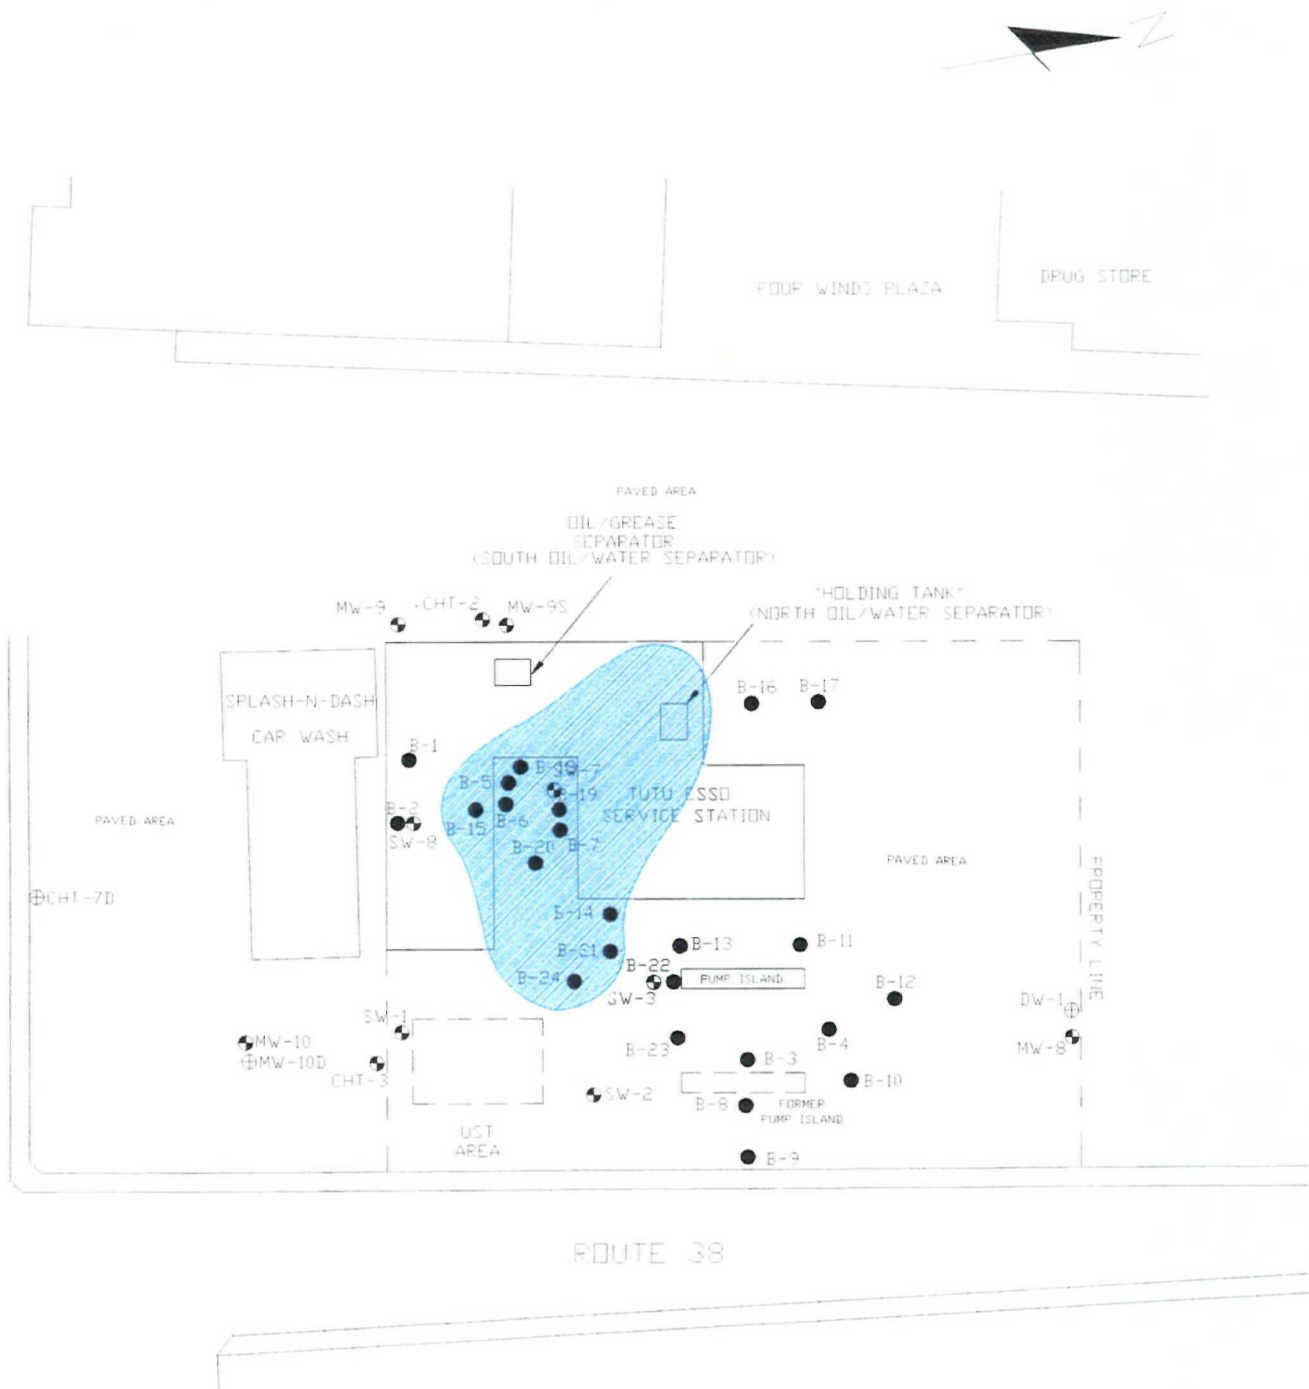 N
FOUR WINDS PLAZA
DRUG STORE
PAVED AREA
OIL/GREASE
SEPARATOR
(SOUTH OIL/WATER SEPARATOR)
"HOLDING TANK"
(NORTH OIL/WATER SEPARATOR)
MW-9
CHT-2
MW-9S
SPLASH-N-DASH
CAR WASH
B-16
B-17
B-1
B-5
SW-7
B-19
B-2
SW-8
B-15
B-6
B-7
B-20
TUTU ESSO
SERVICE STATION
PAVED AREA
PAVED AREA
CHT-7D
PROPERTY LINE
B-14
B-21
B-24
B-13
B-11
B-22
SW-3
PUMP ISLAND
B-12
DW-1
MW-8
SW-1
MW-10
MW-10D
CHT-3
B-23
B-3
B-4
B-10
SW-2
B-8
FORMER
PUMP ISLAND
UST
AREA
B-9
ROUTE 38